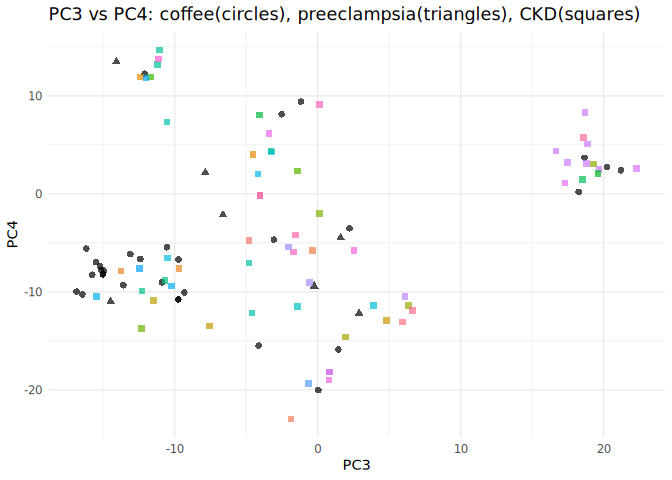 PC3 vs PC4: coffee(circles), preeclampsia(triangles), CKD(squares)
10
0
-10
-20
PC4
-10
0
10
20
PC3